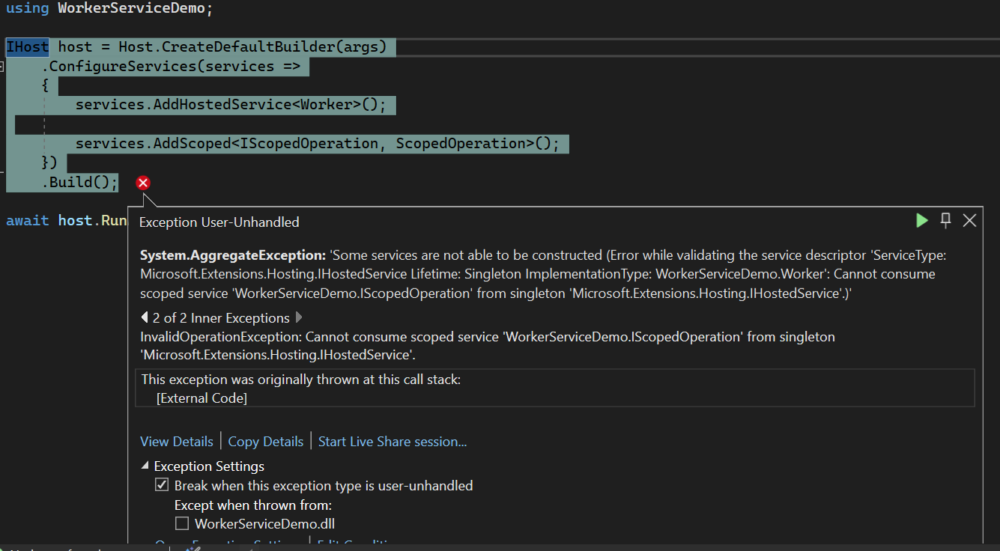 using WorkerServiceDemo;
IHost host = Host.CreateDefaultBuilder(args)
.ConfigureServices(services =>
{
services.AddHostedService<Worker>();
services.AddScoped<IScopedOperation, ScopedOperation>();
})
.Build();
await host.Run
Exception User-Unhandled
System.AggregateException: 'Some services are not able to be constructed (Error while validating the service descriptor 'ServiceType:
Microsoft.Extensions.Hosting.IHostedService Lifetime: Singleton ImplementationType: WorkerServiceDemo.Worker': Cannot consume
scoped service 'WorkerServiceDemo.IScopedOperation' from singleton 'Microsoft.Extensions.Hosting.IHostedService'.)'
2 of 2 Inner Exceptions
InvalidOperationException: Cannot consume scoped service 'WorkerServiceDemo.IScopedOperation' from singleton
'Microsoft.Extensions.Hosting.IHostedService'.
This exception was originally thrown at this call stack:
[External Code]
View Details | Copy Details | Start Live Share session...
Exception Settings
Break when this exception type is user-unhandled
Except when thrown from:
WorkerServiceDemo.dll